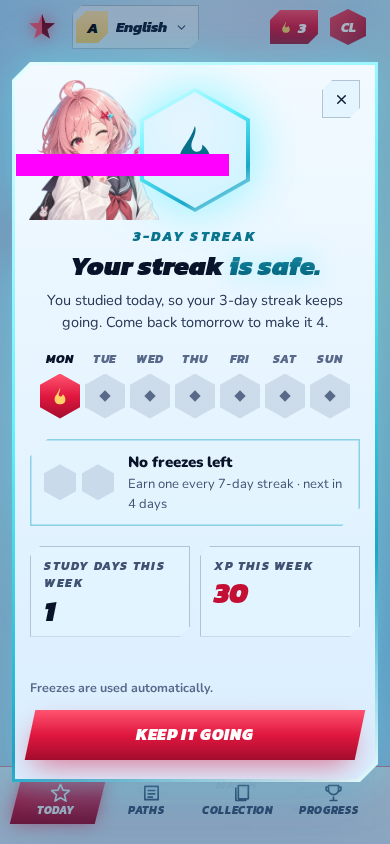 A English 3 CL
✕
3-DAY STREAK
Your streak is safe.
You studied today, so your 3-day streak keeps
going. Come back tomorrow to make it 4.
MON TUE WED THU FRI SAT SUN
No freezes left
Earn one every 7-day streak · next in
4 days
STUDY DAYS THIS
WEEK
1
XP THIS WEEK
30
Freezes are used automatically.
KEEP IT GOING
TODAY PATHS COLLECTION PROGRESS